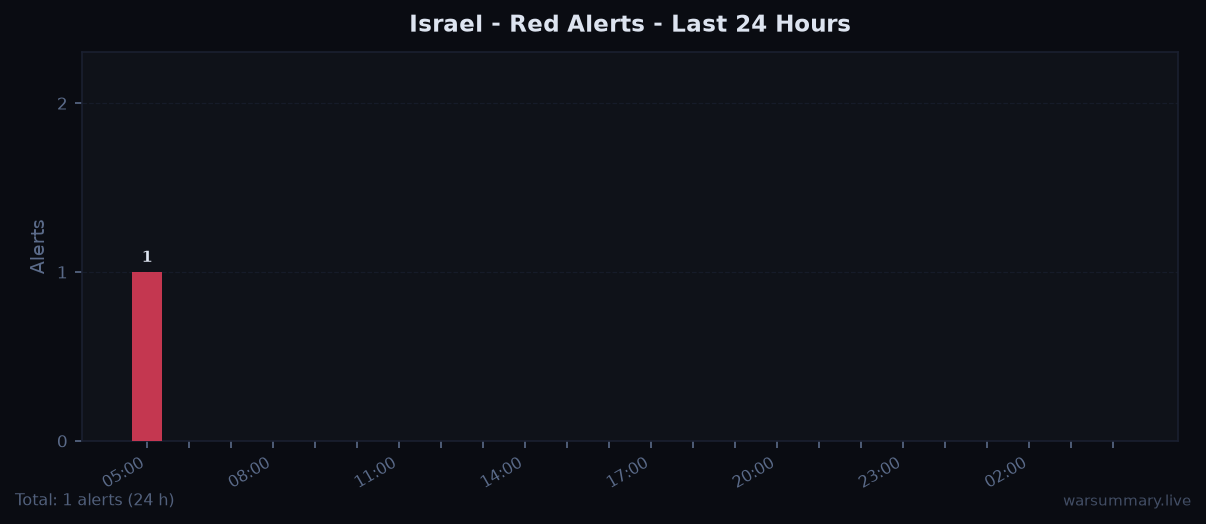 Israel - Red Alerts - Last 24 Hours
Alerts
2
1
0
1
05:00 08:00 11:00 14:00 17:00 20:00 23:00 02:00
Total: 1 alerts (24 h)
warsummary.live